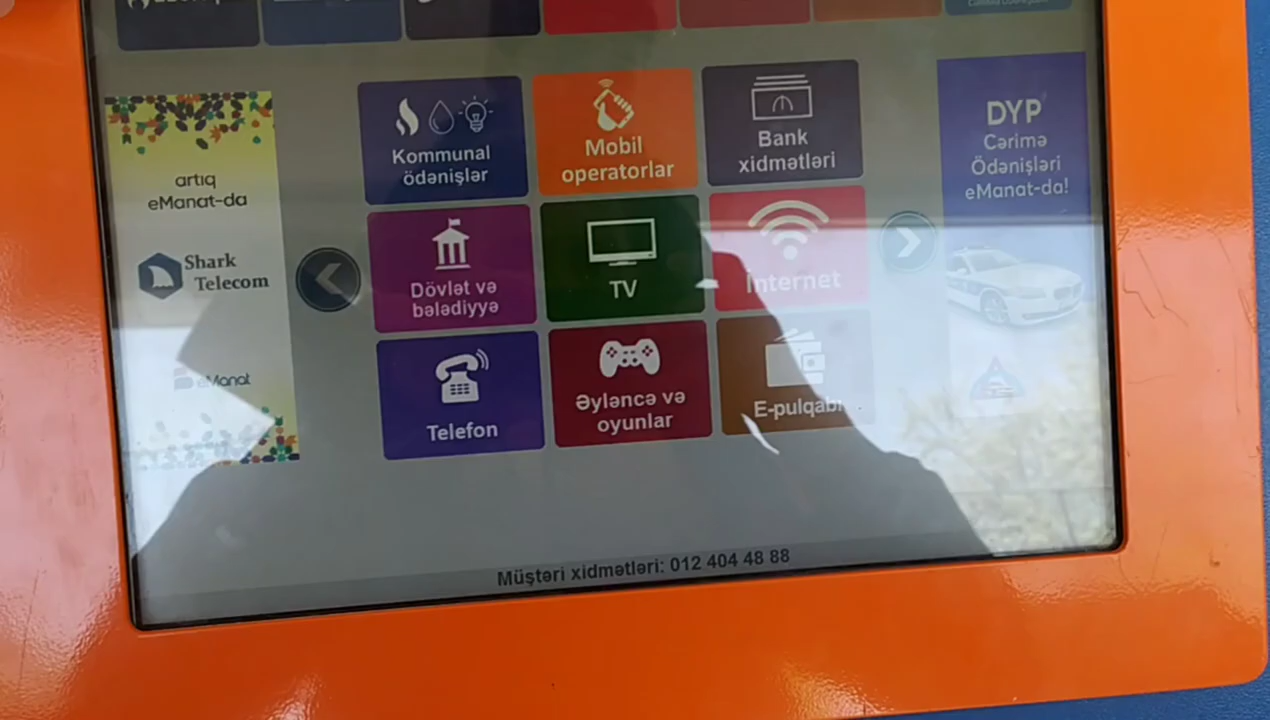 artıq
eManat-da
Shark
Telecom
eManat
Kommunal
ödənişlər
Mobil
operatorlar
Bank
xidmətləri
Dövlət və
bələdiyyə
TV
İnternet
Telefon
Əyləncə və
oyunlar
E-pulqabı
DYP
Cərimə
Ödənişləri
eManat-da!
Müştəri xidmətləri: 012 404 48 88